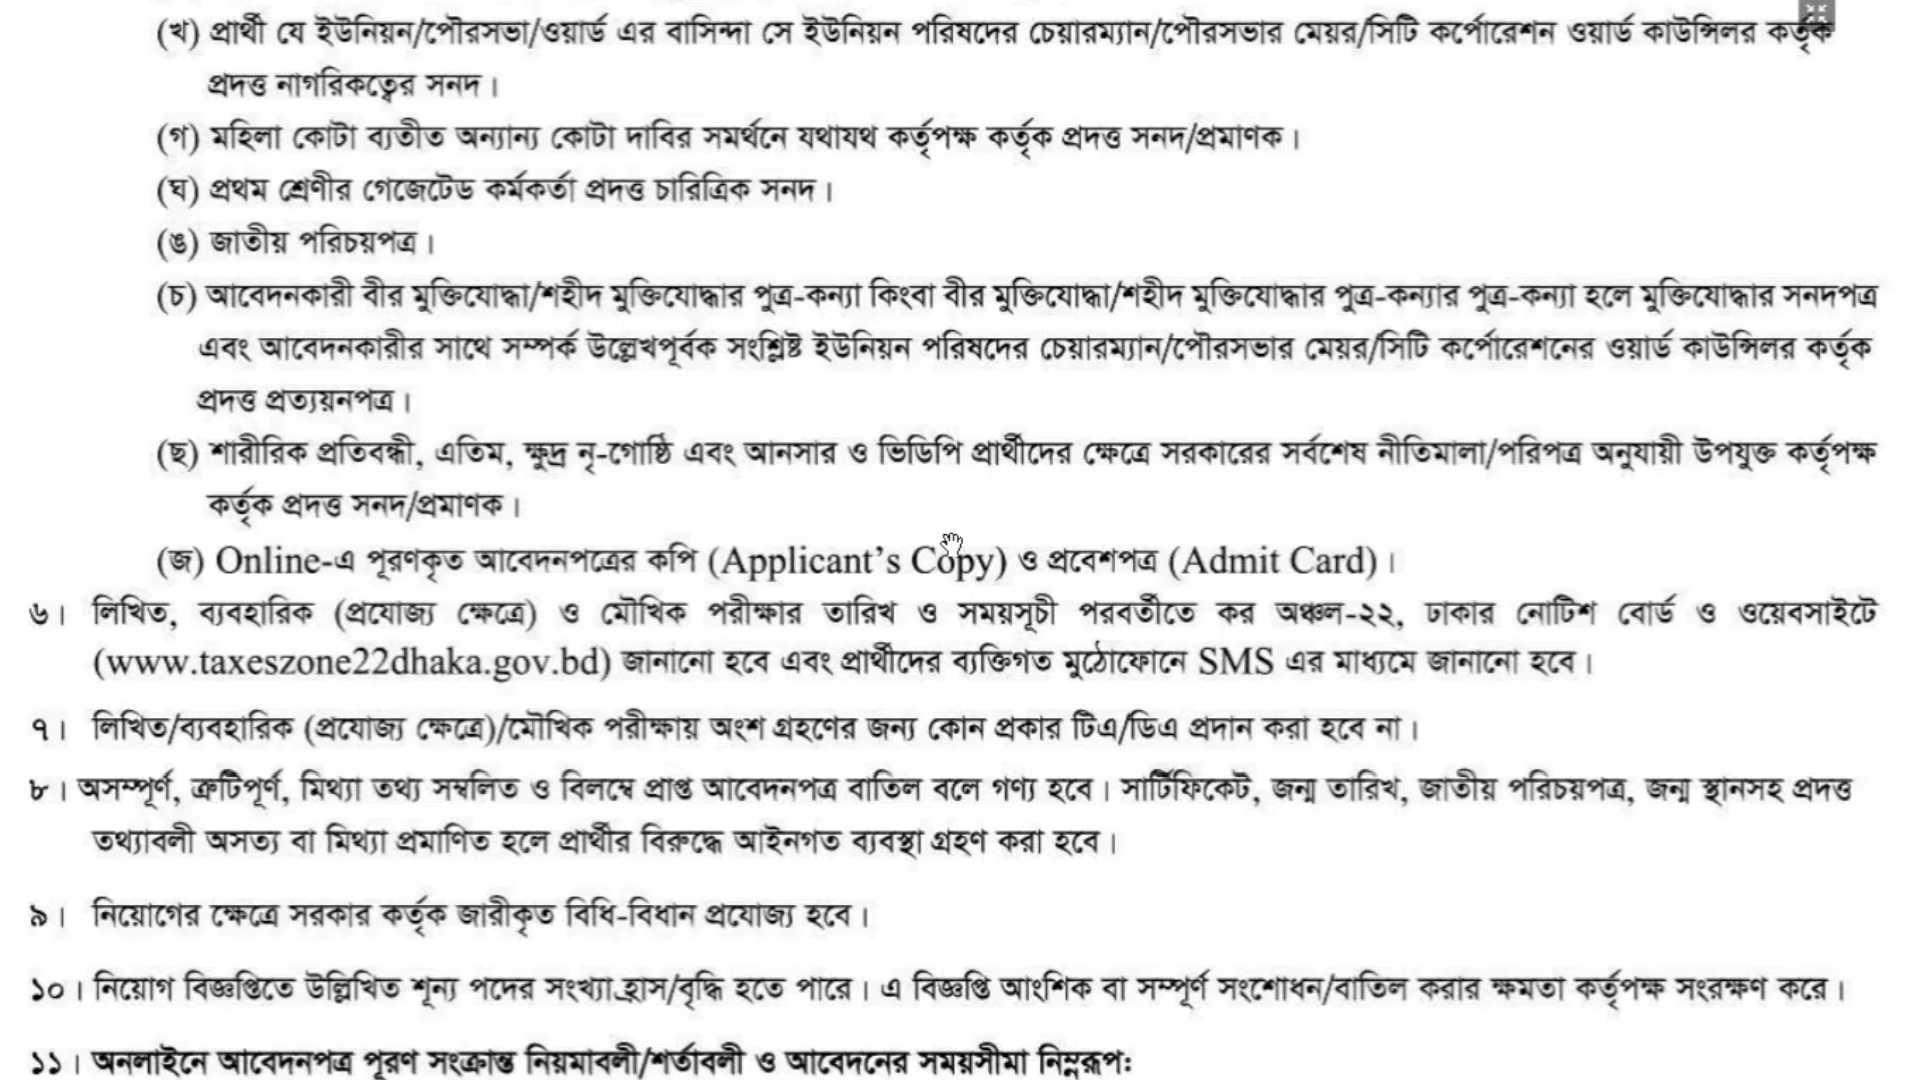 (খ) প্রার্থী যে ইউনিয়ন/পৌরসভা/ওয়ার্ড এর বাসিন্দা সে ইউনিয়ন পরিষদের চেয়ারম্যান/পৌরসভার মেয়র/সিটি কর্পোরেশন ওয়ার্ড কাউন্সিলর কর্তৃক
প্রদত্ত নাগরিকত্বের সনদ।
(গ) মহিলা কোটা ব্যতীত অন্যান্য কোটা দাবির সমর্থনে যথাযথ কর্তৃপক্ষ কর্তৃক প্রদত্ত সনদ/প্রমাণক।
(ঘ) প্রথম শ্রেণীর গেজেটেড কর্মকর্তা প্রদত্ত চারিত্রিক সনদ।
(ঙ) জাতীয় পরিচয়পত্র।
(চ) আবেদনকারী বীর মুক্তিযোদ্ধা/শহীদ মুক্তিযোদ্ধার পুত্র-কন্যা কিংবা বীর মুক্তিযোদ্ধা/শহীদ মুক্তিযোদ্ধার পুত্র-কন্যার পুত্র-কন্যা হলে মুক্তিযোদ্ধার সনদপত্র
এবং আবেদনকারীর সাথে সম্পর্ক উল্লেখপূর্বক সংশ্লিষ্ট ইউনিয়ন পরিষদের চেয়ারম্যান/পৌরসভার মেয়র/সিটি কর্পোরেশনের ওয়ার্ড কাউন্সিলর কর্তৃক
প্রদত্ত প্রত্যয়নপত্র।
(ছ) শারীরিক প্রতিবন্ধী, এতিম, ক্ষুদ্র নৃ-গোষ্ঠি এবং আনসার ও ভিডিপি প্রার্থীদের ক্ষেত্রে সরকারের সর্বশেষ নীতিমালা/পরিপত্র অনুযায়ী উপযুক্ত কর্তৃপক্ষ
কর্তৃক প্রদত্ত সনদ/প্রমাণক।
(জ) Online-এ পূরণকৃত আবেদনপত্রের কপি (Applicant’s Copy) ও প্রবেশপত্র (Admit Card)।
৬। লিখিত, ব্যবহারিক (প্রযোজ্য ক্ষেত্রে) ও মৌখিক পরীক্ষার তারিখ ও সময়সূচী পরবর্তীতে কর অঞ্চল-২২, ঢাকার নোটিশ বোর্ড ও ওয়েবসাইটে
(www.taxeszone22dhaka.gov.bd) জানানো হবে এবং প্রার্থীদের ব্যক্তিগত মুঠোফোনে SMS এর মাধ্যমে জানানো হবে।
৭। লিখিত/ব্যবহারিক (প্রযোজ্য ক্ষেত্রে)/মৌখিক পরীক্ষায় অংশ গ্রহণের জন্য কোন প্রকার টিএ/ডিএ প্রদান করা হবে না।
৮। অসম্পূর্ণ, ত্রুটিপূর্ণ, মিথ্যা তথ্য সম্বলিত ও বিলম্বে প্রাপ্ত আবেদনপত্র বাতিল বলে গণ্য হবে। সার্টিফিকেট, জন্ম তারিখ, জাতীয় পরিচয়পত্র, জন্ম স্থানসহ প্রদত্ত
তথ্যাবলী অসত্য বা মিথ্যা প্রমাণিত হলে প্রার্থীর বিরুদ্ধে আইনগত ব্যবস্থা গ্রহণ করা হবে।
৯। নিয়োগের ক্ষেত্রে সরকার কর্তৃক জারীকৃত বিধি-বিধান প্রযোজ্য হবে।
১০। নিয়োগ বিজ্ঞপ্তিতে উল্লিখিত শূন্য পদের সংখ্যা হ্রাস/বৃদ্ধি হতে পারে। এ বিজ্ঞপ্তি আংশিক বা সম্পূর্ণ সংশোধন/বাতিল করার ক্ষমতা কর্তৃপক্ষ সংরক্ষণ করে।
১১। অনলাইনে আবেদনপত্র পূরণ সংক্রান্ত নিয়মাবলী/শর্তাবলী ও আবেদনের সময়সীমা নিম্নরূপঃ